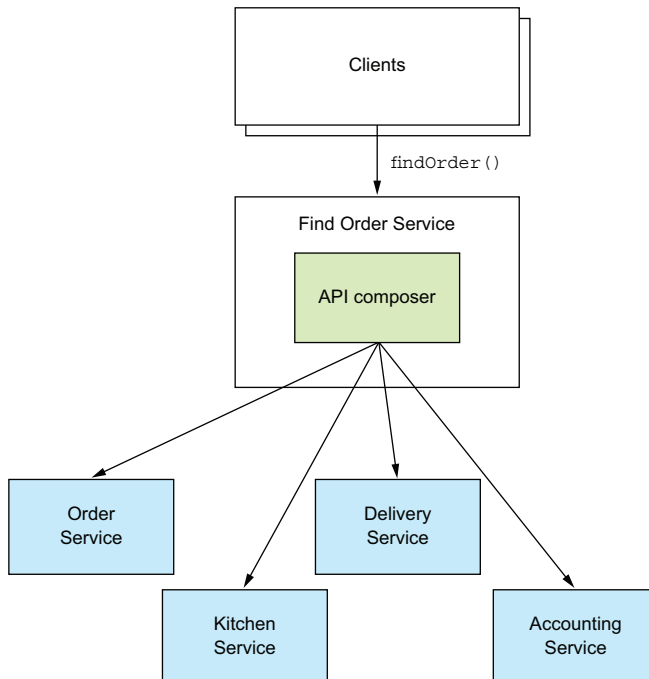 Clients
findOrder()
Find Order Service
API composer
Order
Service
Delivery
Service
Kitchen
Service
Accounting
Service